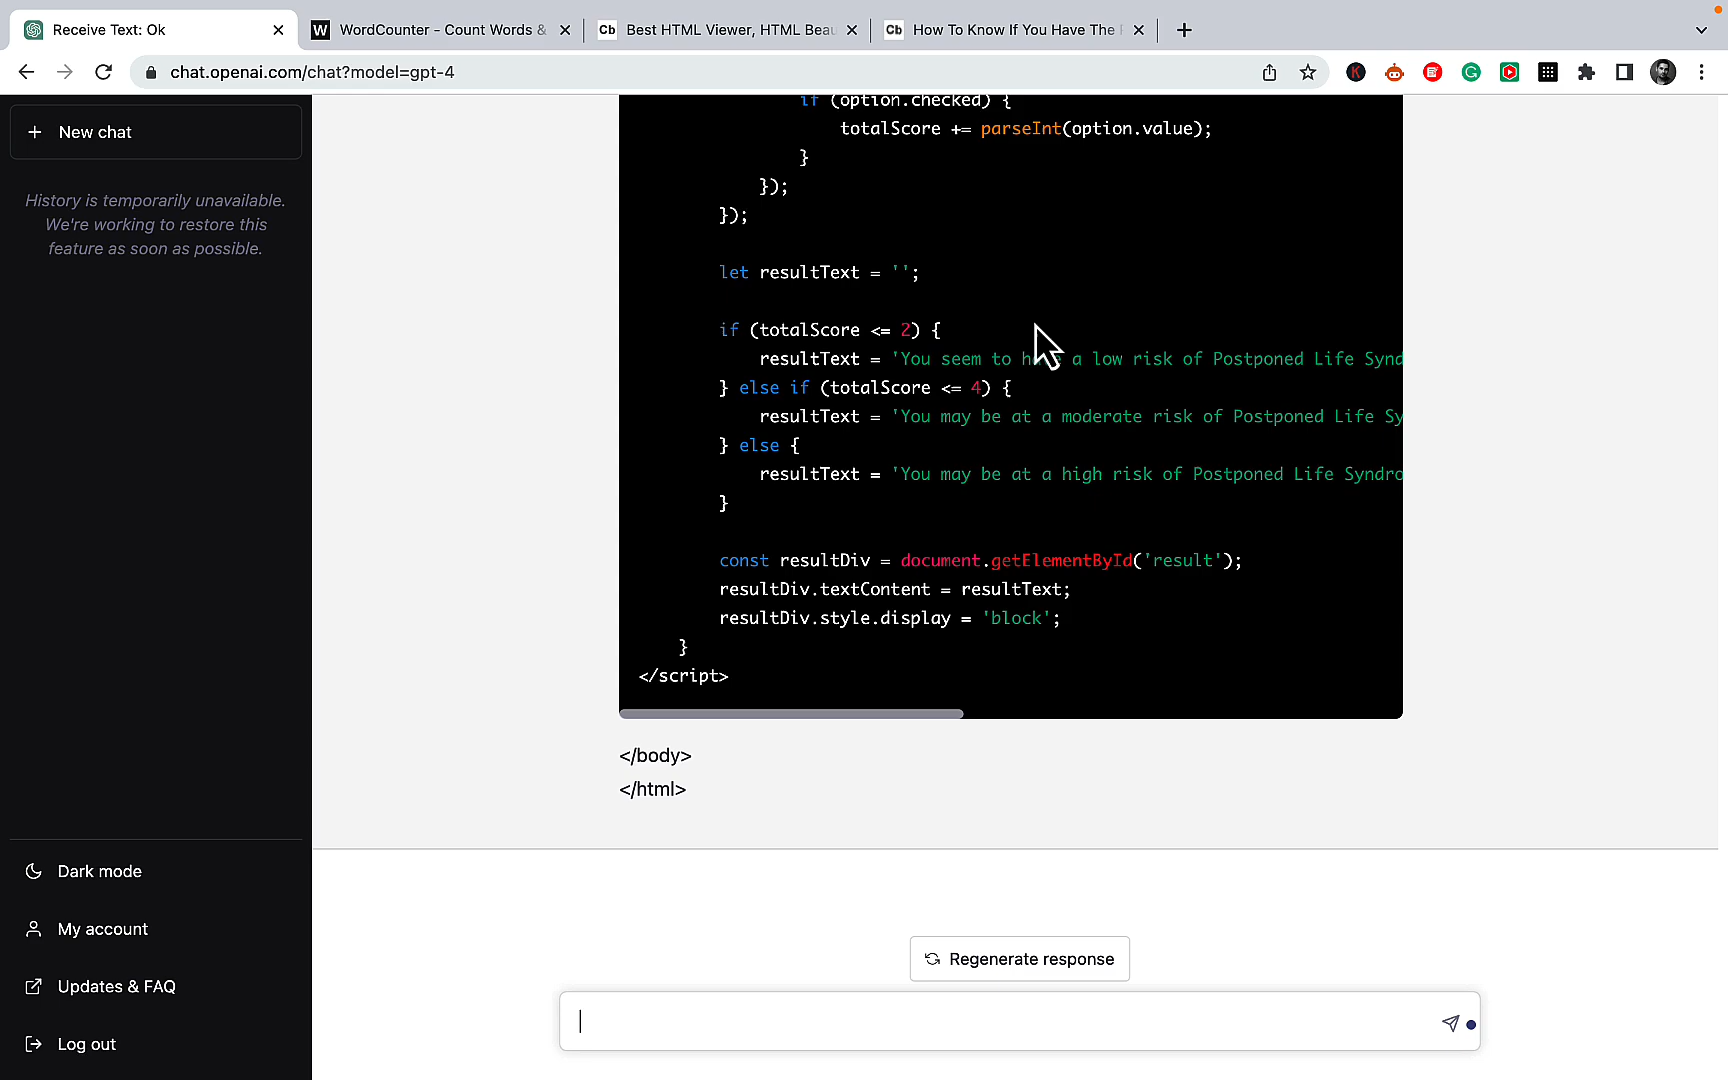 Receive Text: Ok
WordCounter - Count Words &
Cb Best HTML Viewer, HTML Beau
Cb How To Know If You Have The
chat.openai.com/chat?model=gpt-4
New chat
History is temporarily unavailable.
We're working to restore this
feature as soon as possible.
Dark mode
My account
Updates & FAQ
Log out
if (option.checked) {
totalScore += parseInt(option.value);
}
});
});
let resultText = '';
if (totalScore <= 2) {
resultText = 'You seem to have a low risk of Postponed Life Synd
} else if (totalScore <= 4) {
resultText = 'You may be at a moderate risk of Postponed Life Sy
} else {
resultText = 'You may be at a high risk of Postponed Life Syndro
}
const resultDiv = document.getElementById('result');
resultDiv.textContent = resultText;
resultDiv.style.display = 'block';
}
</script>
</body>
</html>
Regenerate response